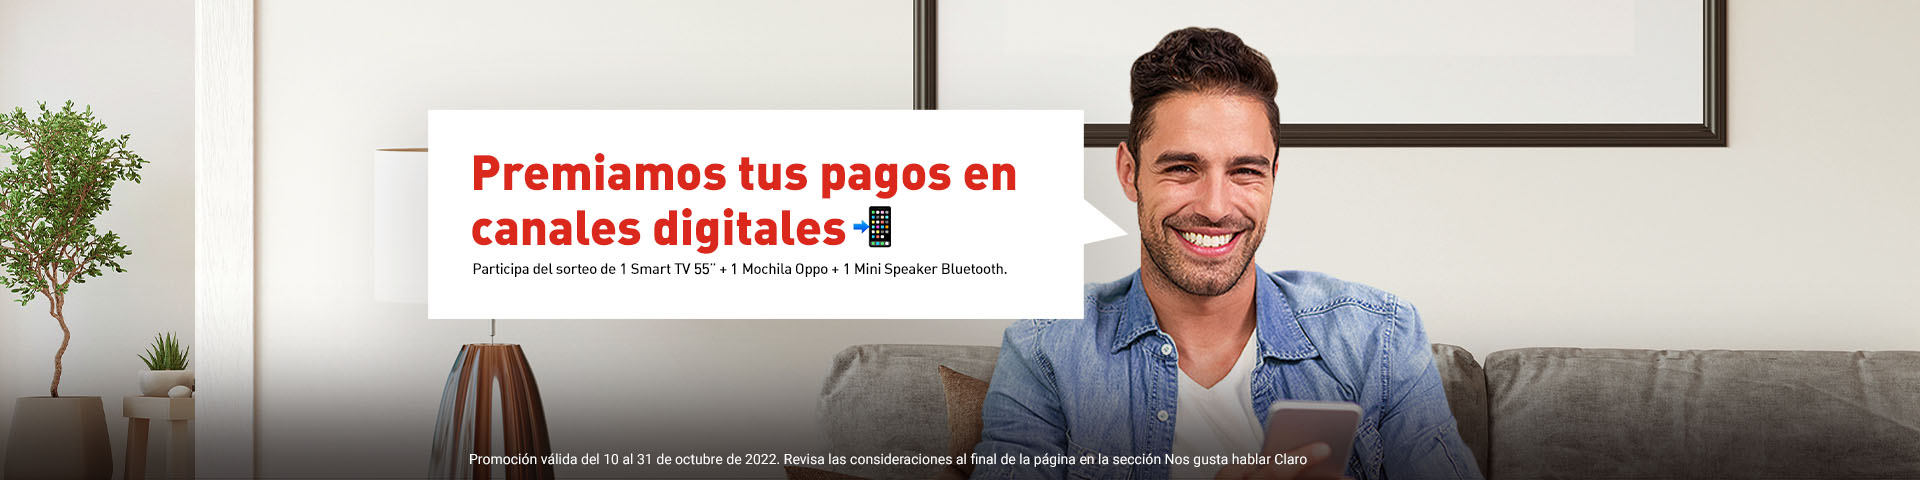 Premiamos tus pagos en
canales digitales
Participa del sorteo de 1 Smart TV 55” + 1 Mochila Oppo + 1 Mini Speaker Bluetooth.
Promoción válida del 10 al 31 de octubre de 2022. Revisa las consideraciones al final de la página en la sección Nos gusta hablar Claro